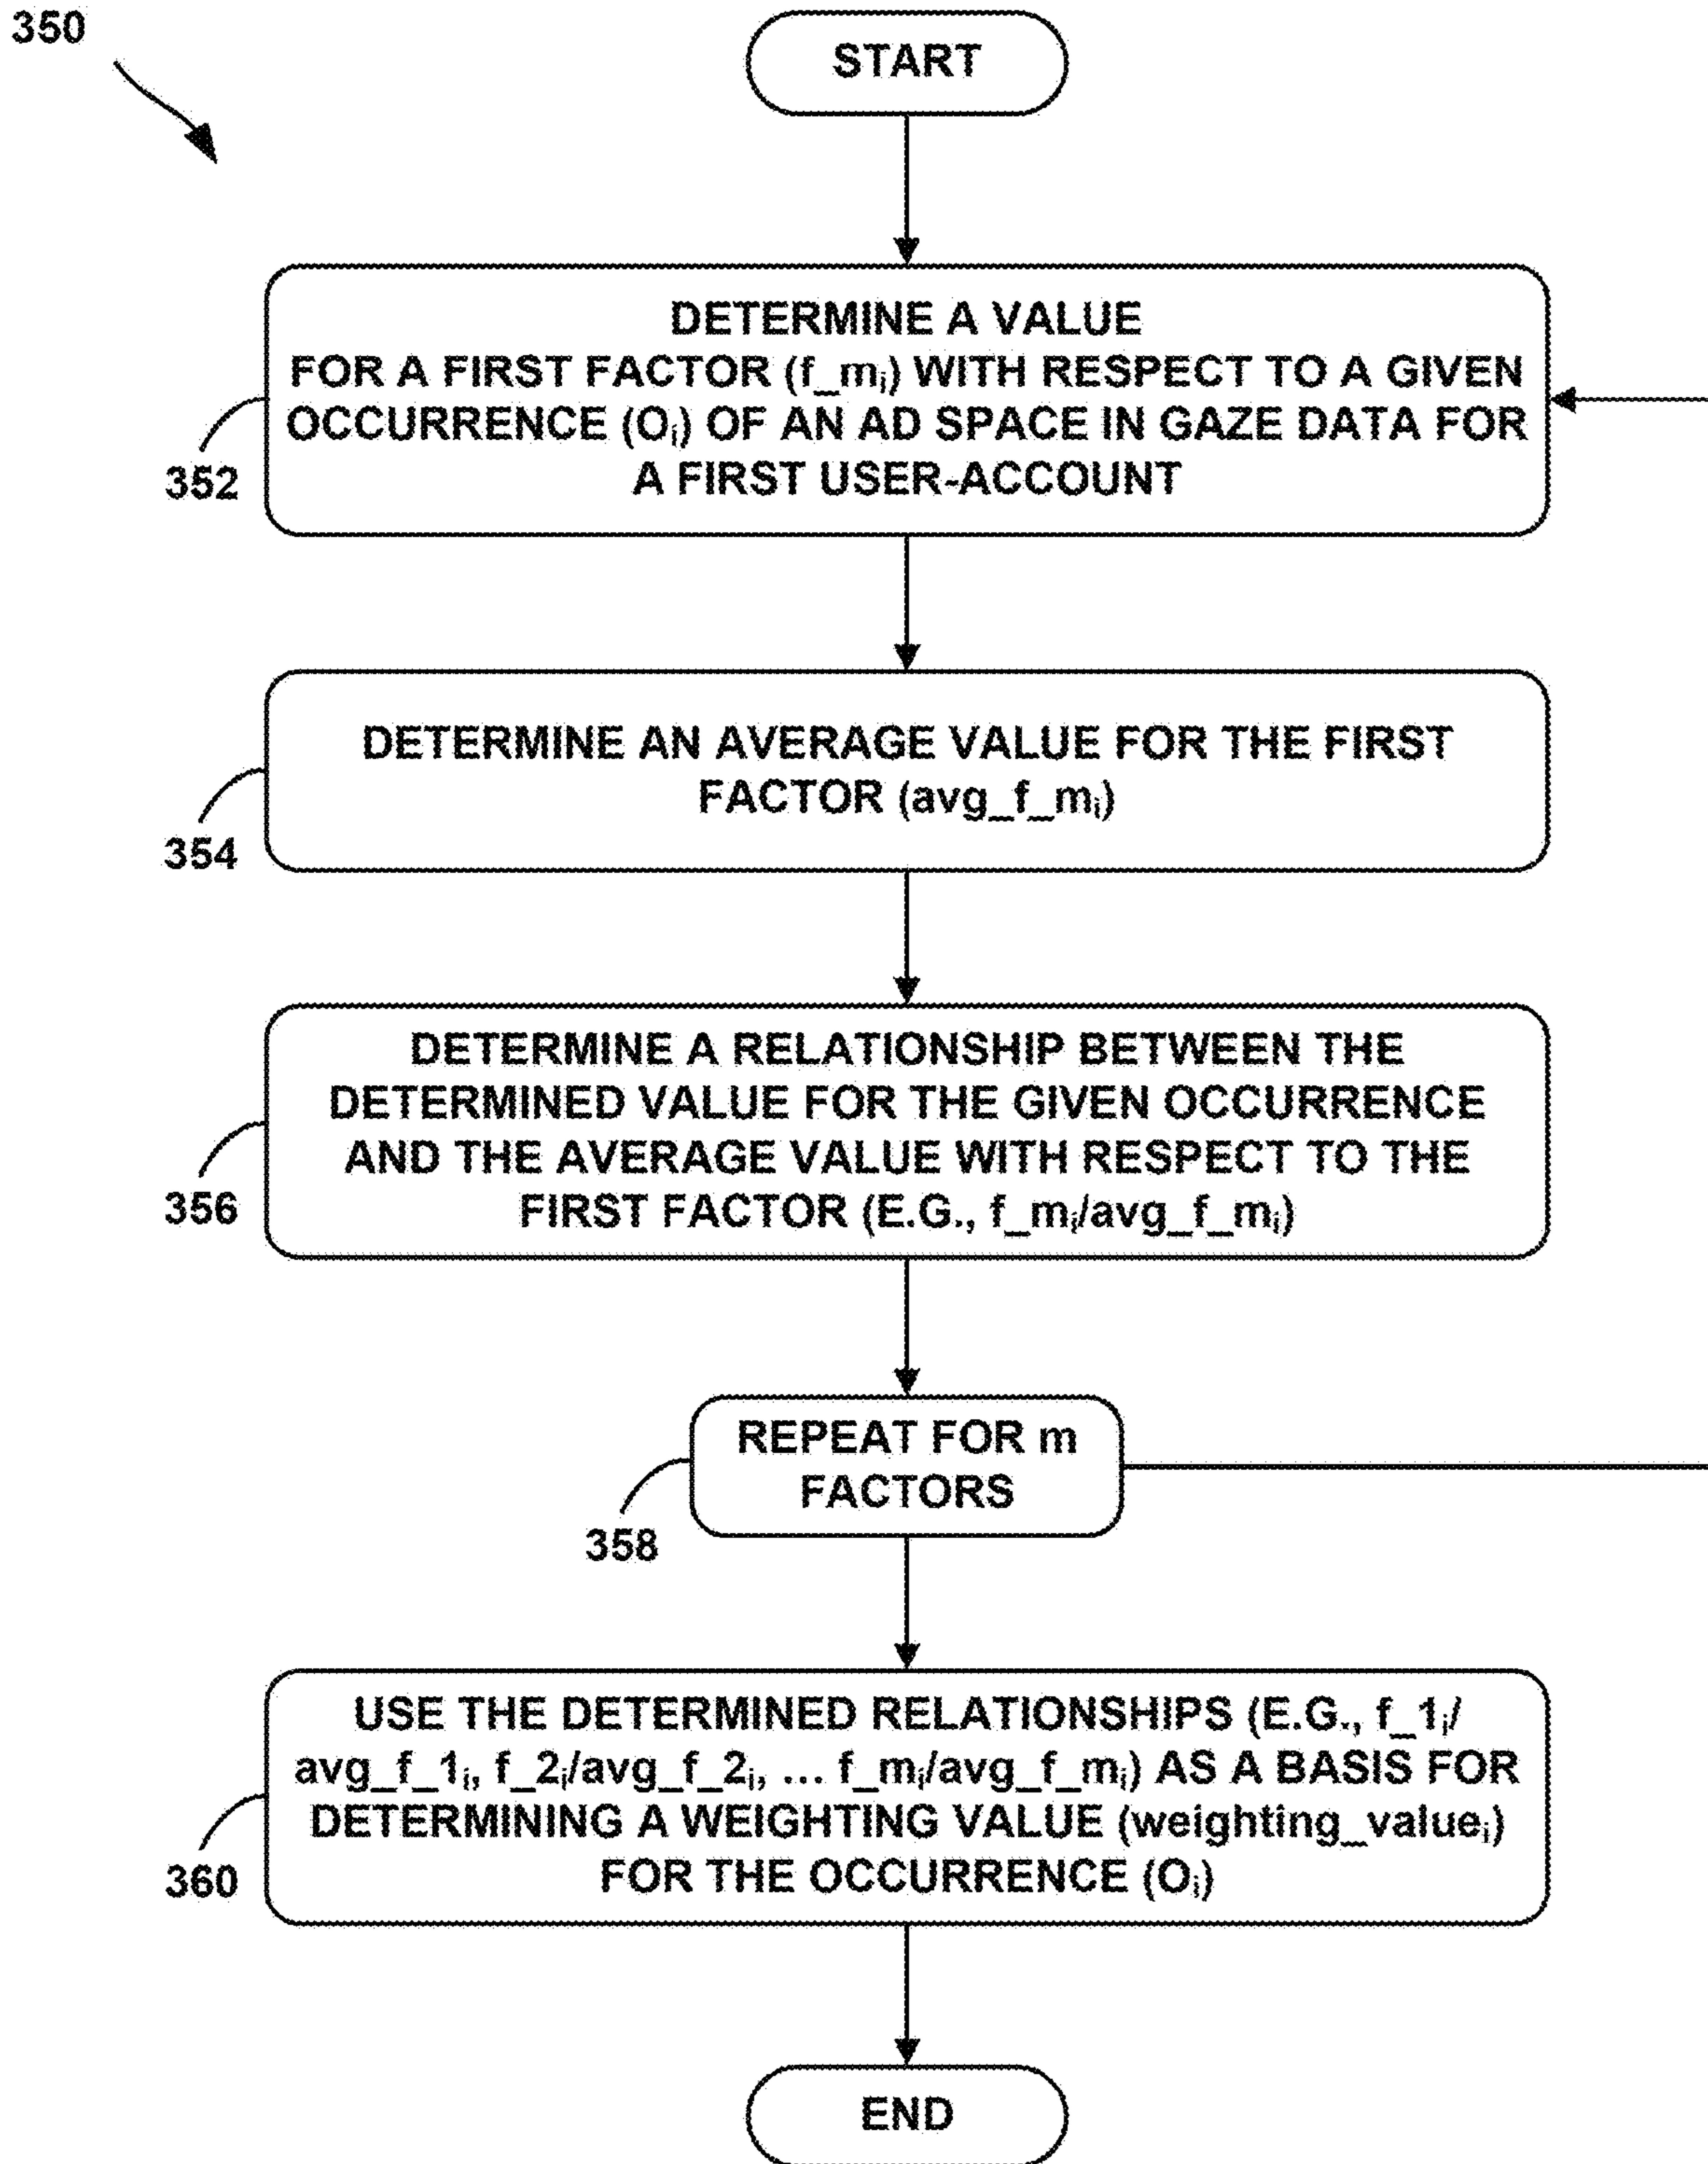 350
START
DETERMINE A VALUE
FOR A FIRST FACTOR (f_mᵢ) WITH RESPECT TO A GIVEN
OCCURRENCE (Oᵢ) OF AN AD SPACE IN GAZE DATA FOR
A FIRST USER-ACCOUNT
352
DETERMINE AN AVERAGE VALUE FOR THE FIRST
FACTOR (avg_f_mᵢ)
354
DETERMINE A RELATIONSHIP BETWEEN THE
DETERMINED VALUE FOR THE GIVEN OCCURRENCE
AND THE AVERAGE VALUE WITH RESPECT TO THE
FIRST FACTOR (E.G., f_mᵢ/avg_f_mᵢ)
356
REPEAT FOR m
FACTORS
358
USE THE DETERMINED RELATIONSHIPS (E.G., f_1ᵢ/
avg_f_1ᵢ, f_2ᵢ/avg_f_2ᵢ, ... f_mᵢ/avg_f_mᵢ) AS A BASIS FOR
DETERMINING A WEIGHTING VALUE (weighting_valueᵢ)
FOR THE OCCURRENCE (Oᵢ)
360
END